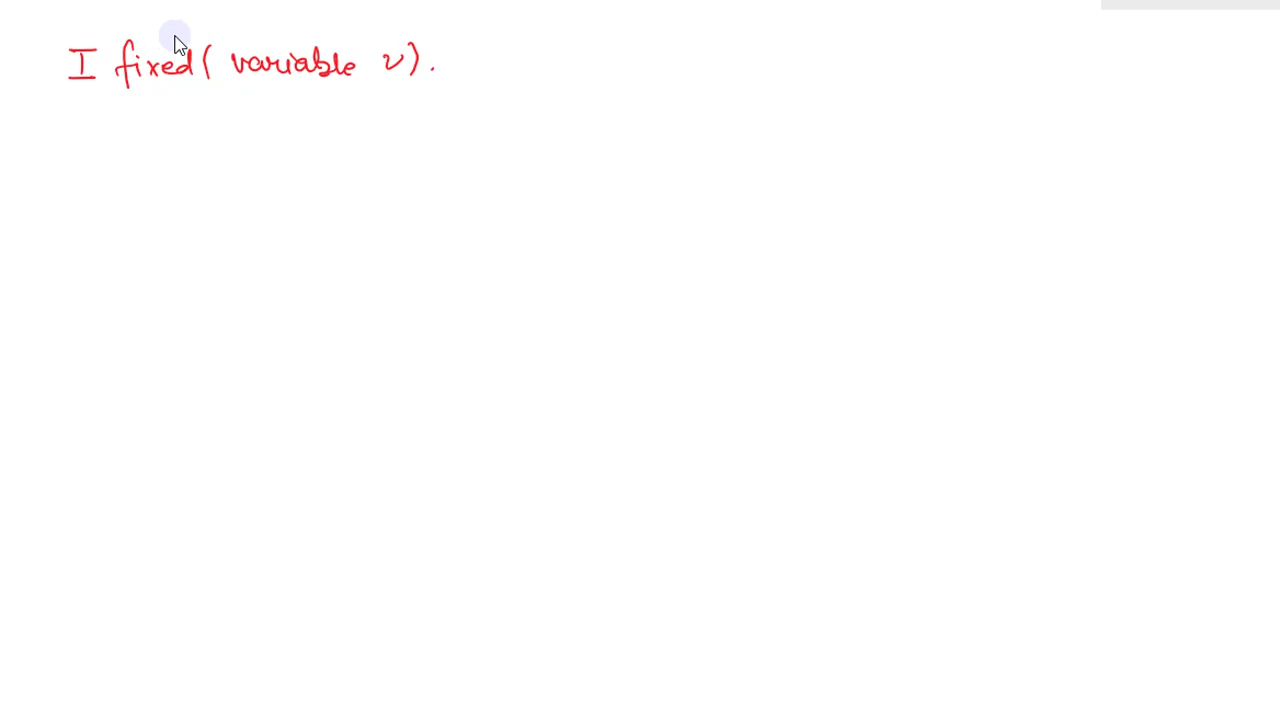 I fixed( variable ν).